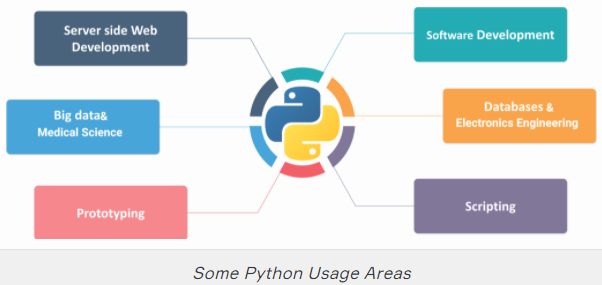 Server side Web
Development
Software Development
Big data&
Medical Science
Databases &
Electronics Engineering
Prototyping
Scripting
Some Python Usage Areas